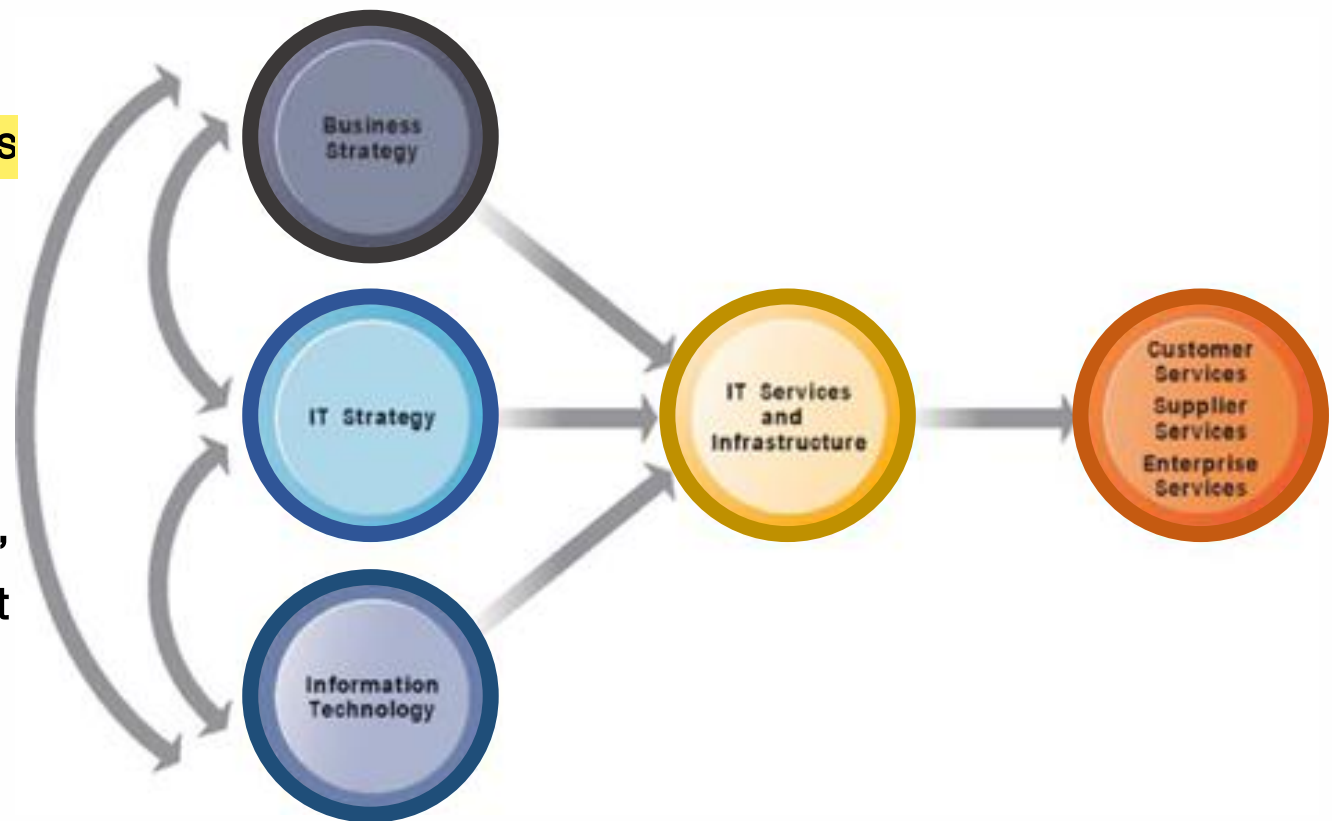 s
,
t
Business
Strategy
IT Strategy
Information
Technology
IT Services
and
Infrastructure
Customer
Services
Supplier
Services
Enterprise
Services